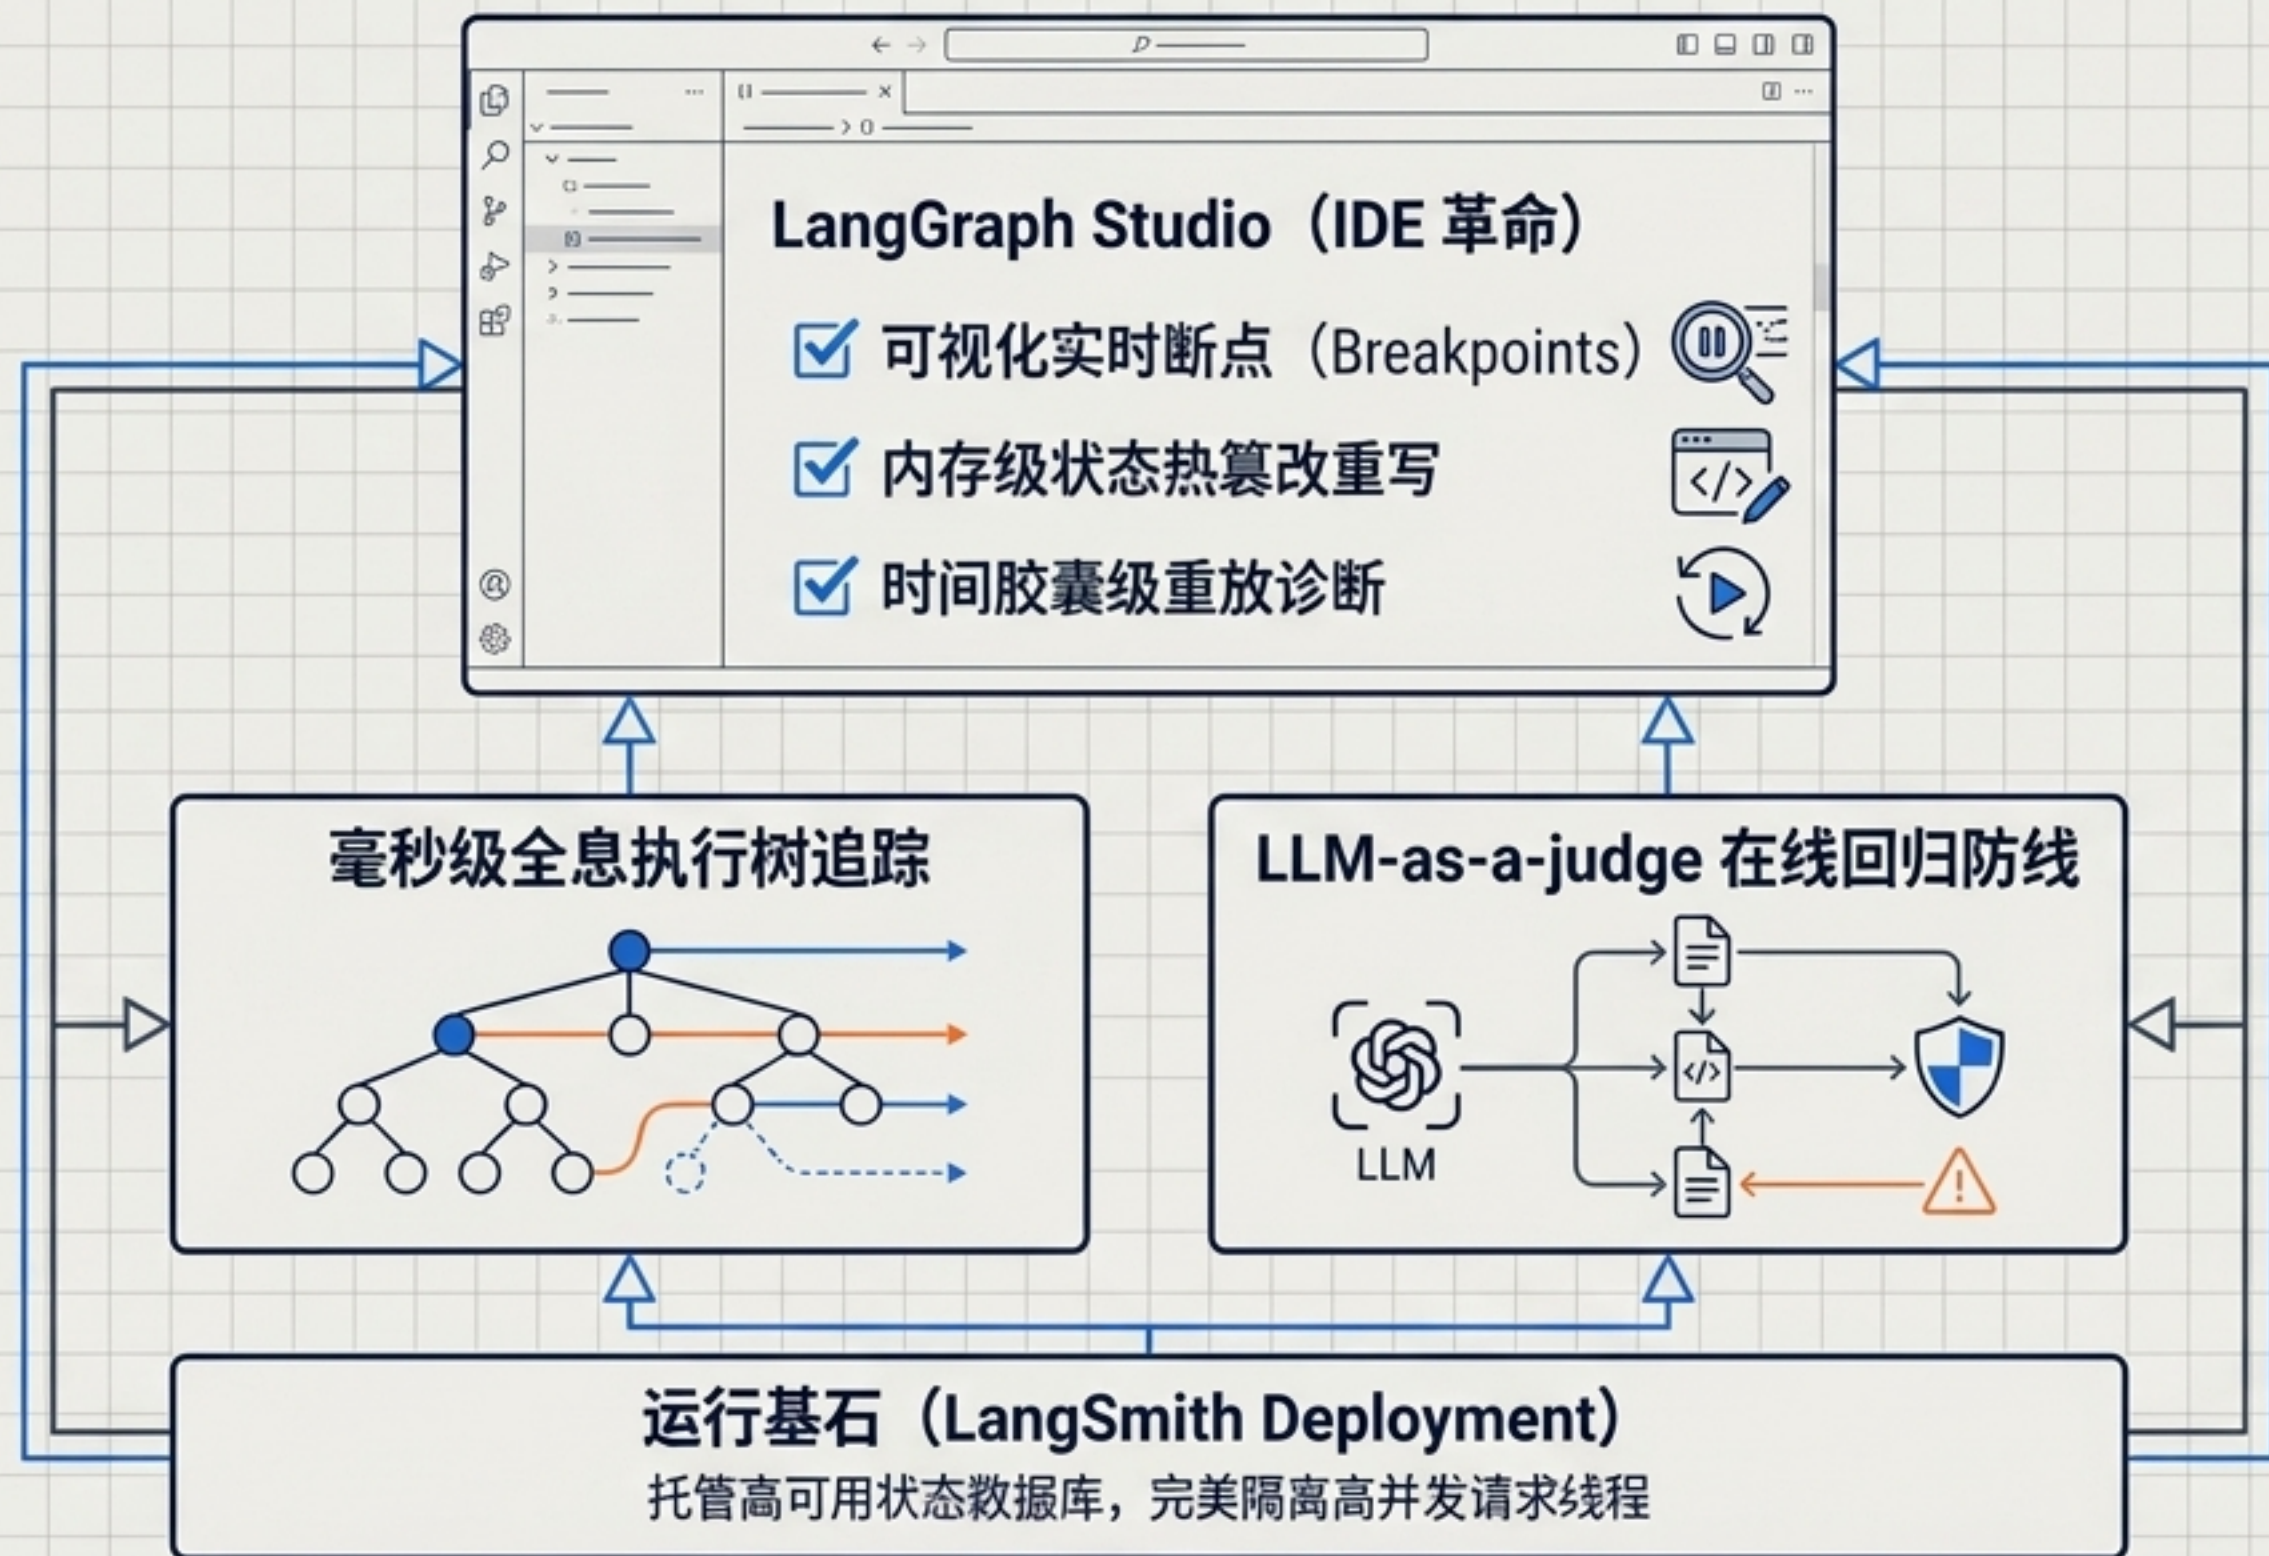 LangGraph Studio（IDE 革命）
可视化实时断点（Breakpoints）
内存级状态热篡改重写
时间胶囊级重放诊断
毫秒级全息执行树追踪
LLM-as-a-judge 在线回归防线
LLM
运行基石（LangSmith Deployment）
托管高可用状态数据库，完美隔离高并发请求线程